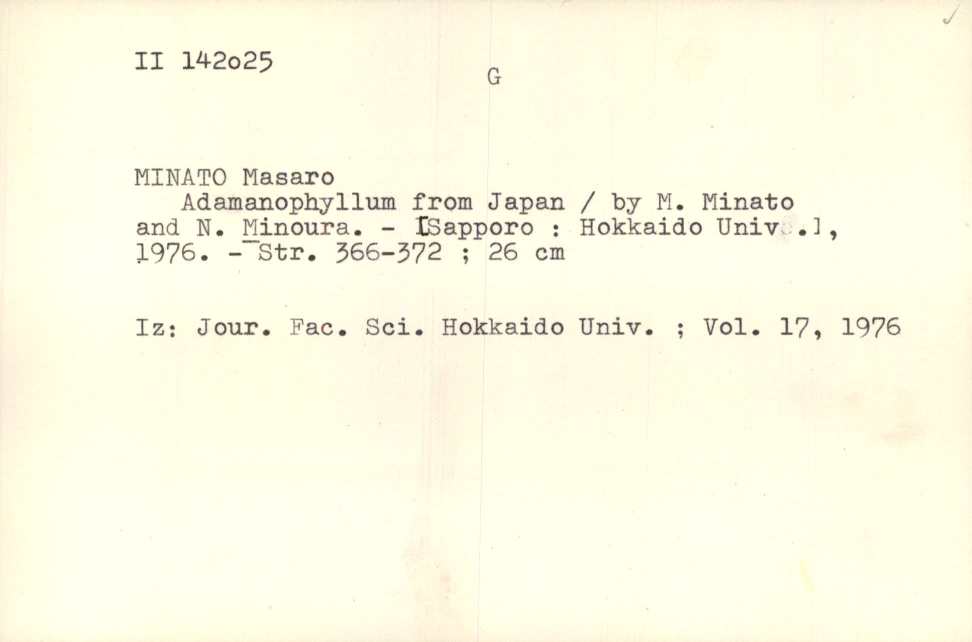 II 142o25
G
MINATO Masaro
Adamanophyllum from Japan / by M. Minato
and N. Minoura. - [Sapporo : Hokkaido Univ .],
1976. - Str. 366-372 ; 26 cm
Iz: Jour. Fac. Sci. Hokkaido Univ. ; Vol. 17, 1976